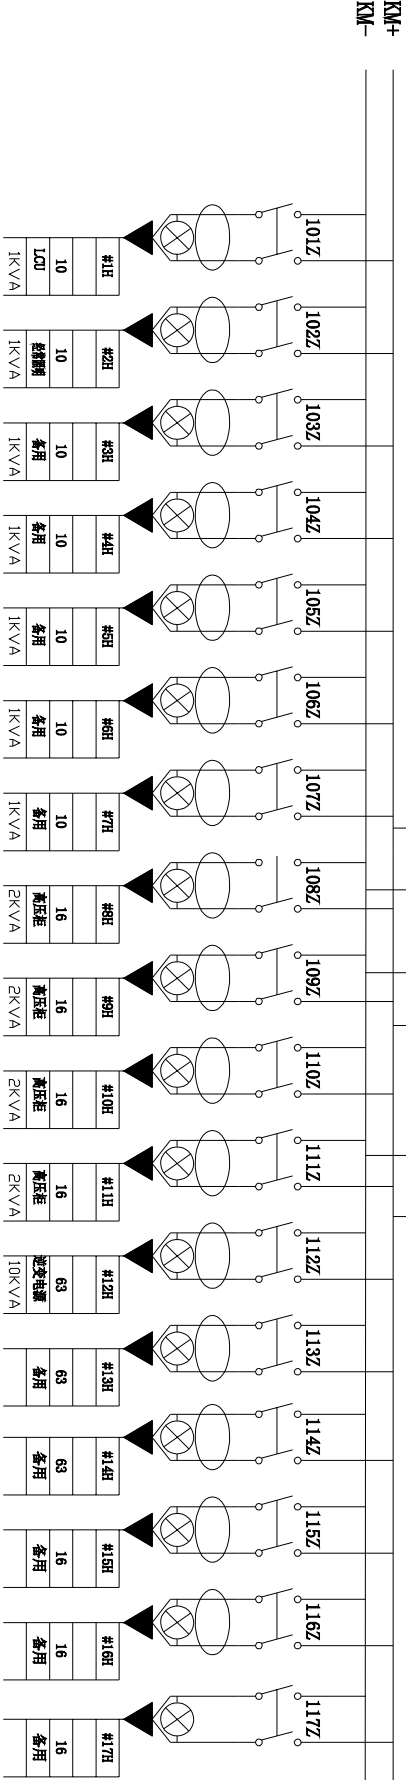 KM+
KM-
101Z
#1H
10
LCU
1KVA
102Z
#2H
10
经常照明
1KVA
103Z
#3H
10
备用
1KVA
104Z
#4H
10
备用
1KVA
105Z
#5H
10
备用
1KVA
106Z
#6H
10
备用
1KVA
107Z
#7H
10
备用
1KVA
108Z
#8H
16
高压柜
2KVA
109Z
#9H
16
高压柜
2KVA
110Z
#10H
16
高压柜
2KVA
111Z
#11H
16
高压柜
2KVA
112Z
#12H
63
逆变电源
10KVA
113Z
#13H
63
备用
114Z
#14H
63
备用
115Z
#15H
16
备用
116Z
#16H
16
备用
117Z
#17H
16
备用